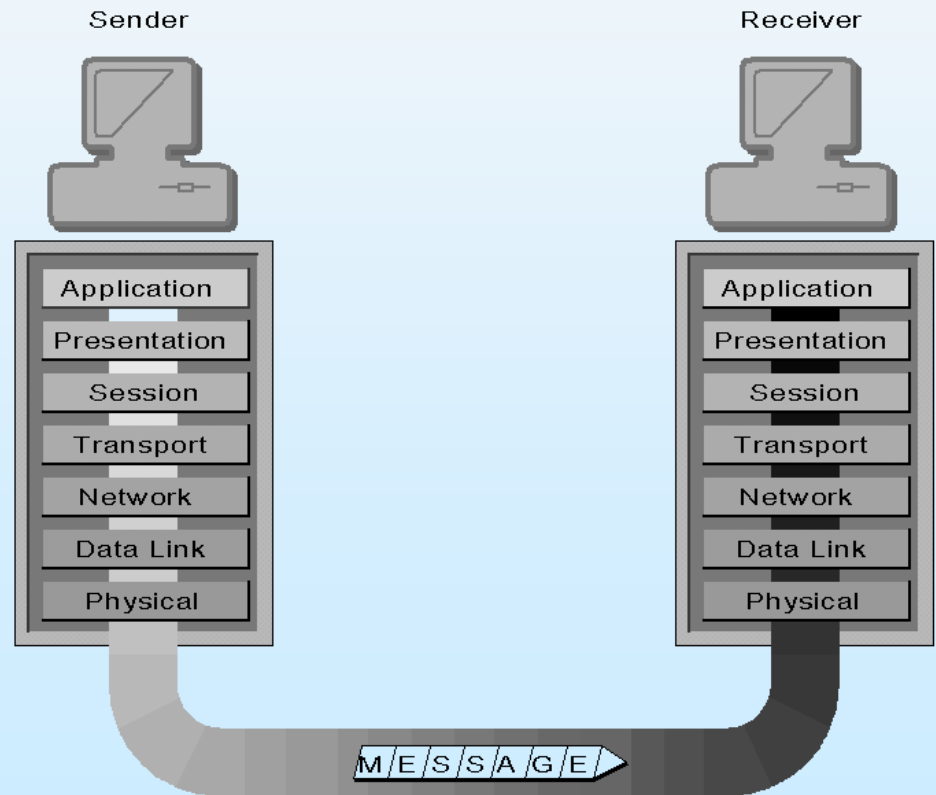 Sender
Receiver
Application
Presentation
Session
Transport
Network
Data Link
Physical
Application
Presentation
Session
Transport
Network
Data Link
Physical
MESSAGE